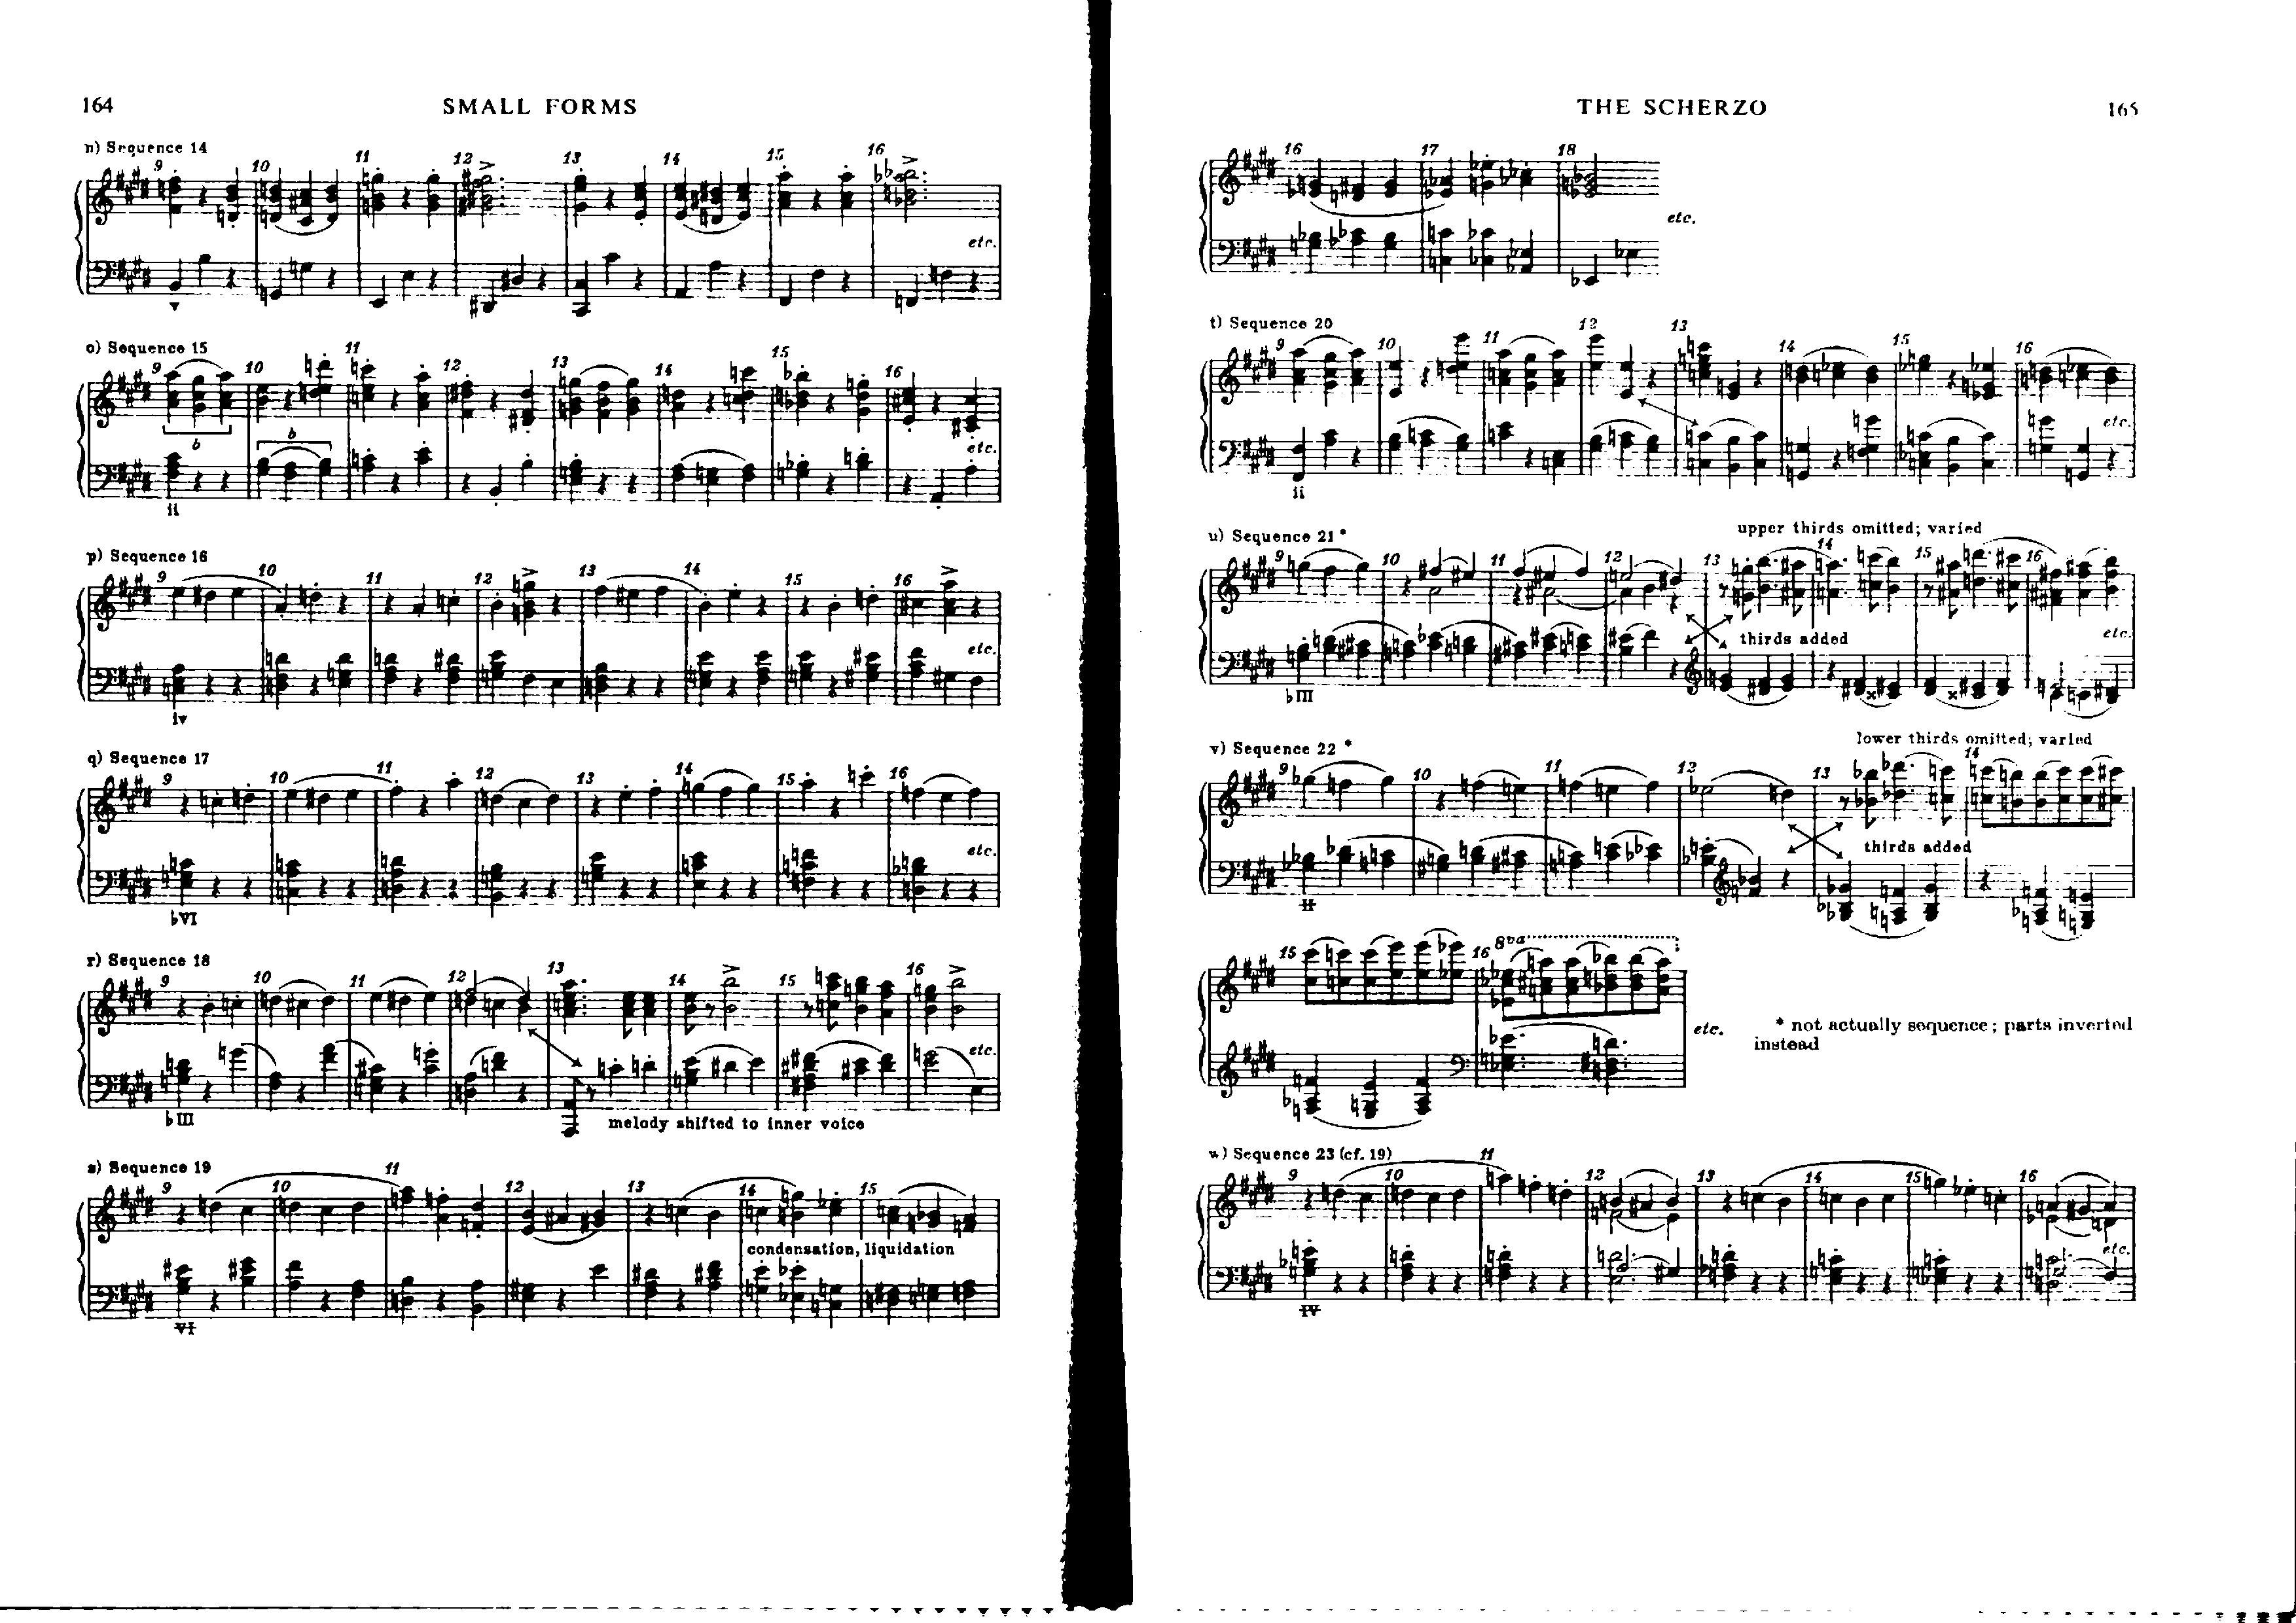 164
SMALL FORMS
n) Sequence 14
9 10 11 12 13 14 15 16
etc.
v
o) Sequence 15
9 10 11 12 13 14 15 16
b
b
etc.
ii
p) Sequence 16
9 10 11 12 13 14 15 16
etc.
iv
q) Sequence 17
9 10 11 12 13 14 15 16
etc.
♭VI
r) Sequence 18
9 10 11 12 13 14 15 16
etc.
♭III
melody shifted to inner voice
s) Sequence 19
9 10 11 12 13 14 15
condensation, liquidation
VI
THE SCHERZO
165
16 17 18
etc.
t) Sequence 20
9 10 11 12 13 14 15 16
etc.
ii
upper thirds omitted; varied
u) Sequence 21 *
9 10 11 12 13 14 15 16
thirds added
etc.
♭III
lower thirds omitted; varied
v) Sequence 22 *
9 10 11 12 13 14
thirds added
II
15 16 8va
etc.
* not actually sequence; parts inverted
instead
w) Sequence 23 (cf. 19)
9 10 11 12 13 14 15 16
etc.
IV